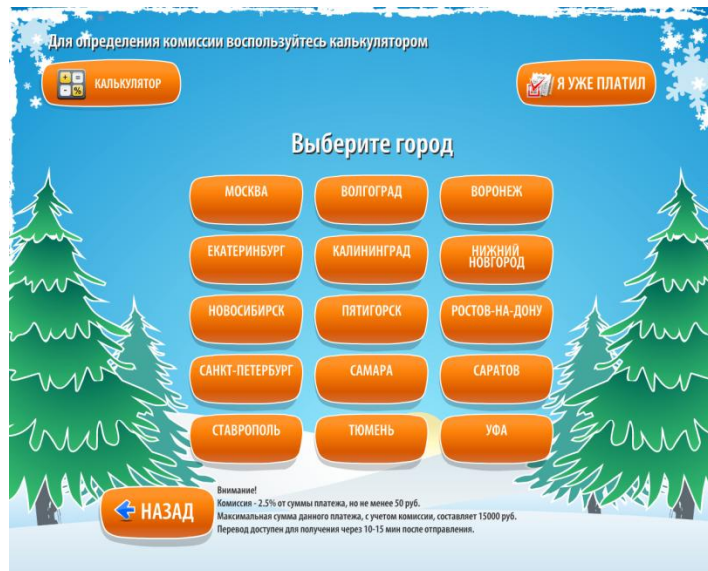 Для определения комиссии воспользуйтесь калькулятором
КАЛЬКУЛЯТОР
Я УЖЕ ПЛАТИЛ
Выберите город
МОСКВА
ВОЛГОГРАД
ВОРОНЕЖ
ЕКАТЕРИНБУРГ
КАЛИНИНГРАД
НИЖНИЙ
НОВГОРОД
НОВОСИБИРСК
ПЯТИГОРСК
РОСТОВ-НА-ДОНУ
САНКТ-ПЕТЕРБУРГ
САМАРА
САРАТОВ
СТАВРОПОЛЬ
ТЮМЕНЬ
УФА
НАЗАД
Внимание!
Комиссия - 2.5% от суммы платежа, но не менее 50 руб.
Максимальная сумма данного платежа, с учетом комиссии, составляет 15000 руб.
Перевод доступен для получения через 10-15 мин после отправления.